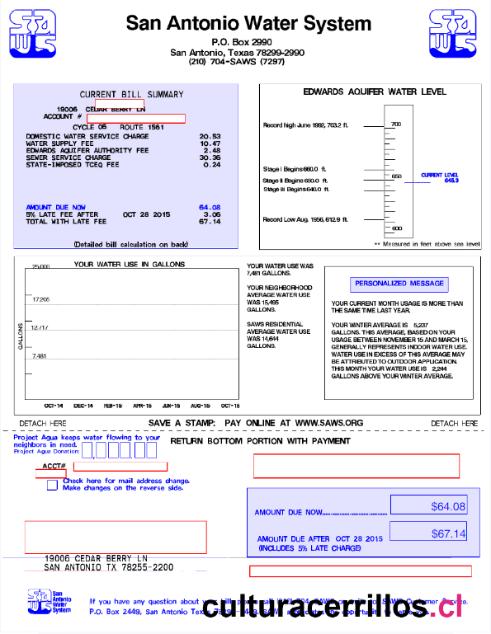 San Antonio Water System
P.O. Box 2990
San Antonio, Texas 78299-2990
(210) 704-SAWS (7297)
CURRENT BILL SUMMARY
19006 CEDAR BERRY LN
ACCOUNT #
CYCLE 05 ROUTE 1561
DOMESTIC WATER SERVICE CHARGE 20.53
WATER SUPPLY FEE 10.47
EDWARDS AQUIFER AUTHORITY FEE 2.48
SEWER SERVICE CHARGE 30.36
STATE-IMPOSED TCEQ FEE 0.24
AMOUNT DUE NOW 64.08
5% LATE FEE AFTER OCT 28 2015 3.06
TOTAL WITH LATE FEE 67.14
(Detailed bill calculation on back)
EDWARDS AQUIFER WATER LEVEL
Record high June 1992, 703.2 ft.
700
Stage I Begins 660.0 ft.
Stage II Begins 650.0 ft.
Stage III Begins 640.0 ft.
650
CURRENT LEVEL
Record Low Aug. 1956, 612.9 ft.
600
** Measured in feet above sea level
YOUR WATER USE IN GALLONS
25,000
17,205
12,717
7,481
GALLONS
OCT-14 DEC-14 FEB-15 APR-15 JUN-15 AUG-15 OCT-15
YOUR WATER USE WAS
7,481 GALLONS.
YOUR NEIGHBORHOOD
AVERAGE WATER USE
WAS
GALLONS.
SAWS RESIDENTIAL
AVERAGE WATER USE
WAS 14,644
GALLONS.
PERSONALIZED MESSAGE
YOUR CURRENT MONTH USAGE IS MORE THAN
THE SAME TIME LAST YEAR.
YOUR WINTER AVERAGE IS 5,237
GALLONS. THIS AVERAGE, BASED ON YOUR
USAGE BETWEEN NOVEMBER 15 AND MARCH 15,
GENERALLY REPRESENTS INDOOR WATER USE.
WATER USE IN EXCESS OF THIS AVERAGE MAY
BE ATTRIBUTED TO OUTDOOR APPLICATION.
THIS MONTH YOUR WATER USE IS 2,244
GALLONS ABOVE YOUR WINTER AVERAGE.
DETACH HERE SAVE A STAMP: PAY ONLINE AT WWW.SAWS.ORG DETACH HERE
Project Agua keeps water flowing to your
neighbors in need.
Project Agua Donation:
RETURN BOTTOM PORTION WITH PAYMENT
ACCT#
Check here for mail address change.
Make changes on the reverse side.
AMOUNT DUE NOW $64.08
AMOUNT DUE AFTER OCT 28 2015 $67.14
(INCLUDES 5% LATE CHARGE)
19006 CEDAR BERRY LN
SAN ANTONIO TX 78255-2200
San Antonio Water System
If you have any question about
P.O. Box 2449, San Antonio
culturacerrillos.cl